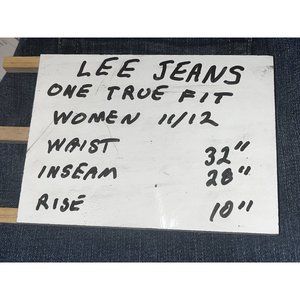 LEE JEANS
ONE TRUE FIT
WOMEN 11/12
WAIST 32"
INSEAM 28"
RISE 10"